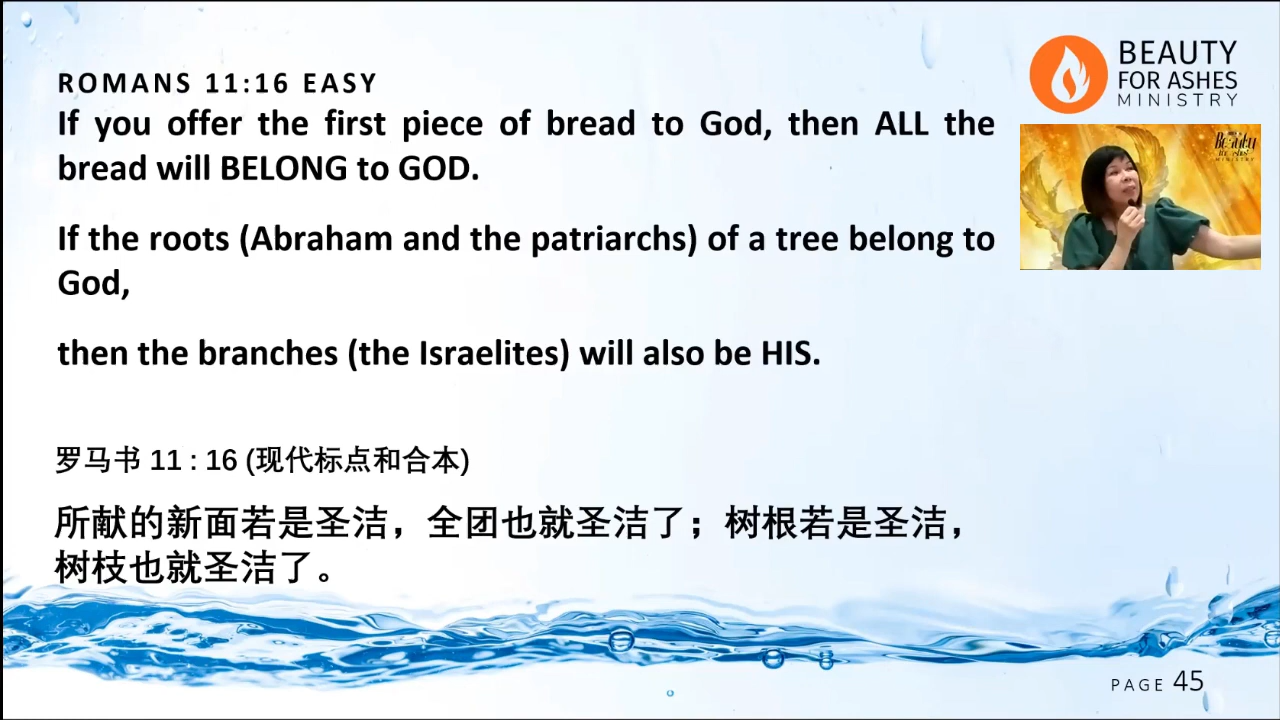 ROMANS 11:16 EASY
If you offer the first piece of bread to God, then ALL the
bread will BELONG to GOD.
If the roots (Abraham and the patriarchs) of a tree belong to
God,
then the branches (the Israelites) will also be HIS.
罗马书 11 : 16 (现代标点和合本)
所献的新面若是圣洁，全团也就圣洁了；树根若是圣洁，
树枝也就圣洁了。
BEAUTY
FOR ASHES
MINISTRY
Beauty
for ashes
MINISTRY
PAGE 45